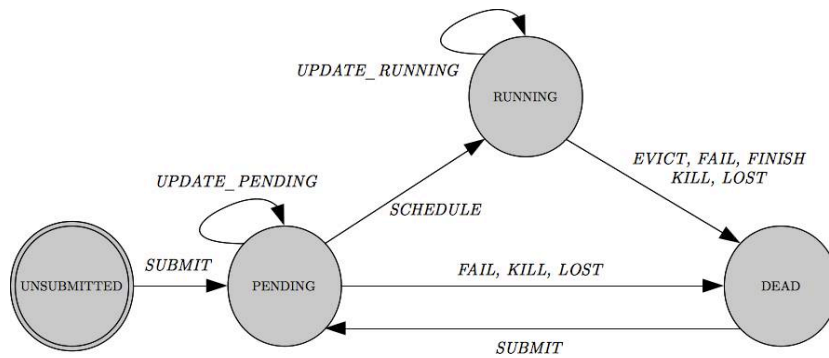 UPDATE_RUNNING
RUNNING
EVICT, FAIL, FINISH
KILL, LOST
UPDATE_PENDING
SCHEDULE
SUBMIT
FAIL, KILL, LOST
UNSUBMITTED
PENDING
DEAD
SUBMIT